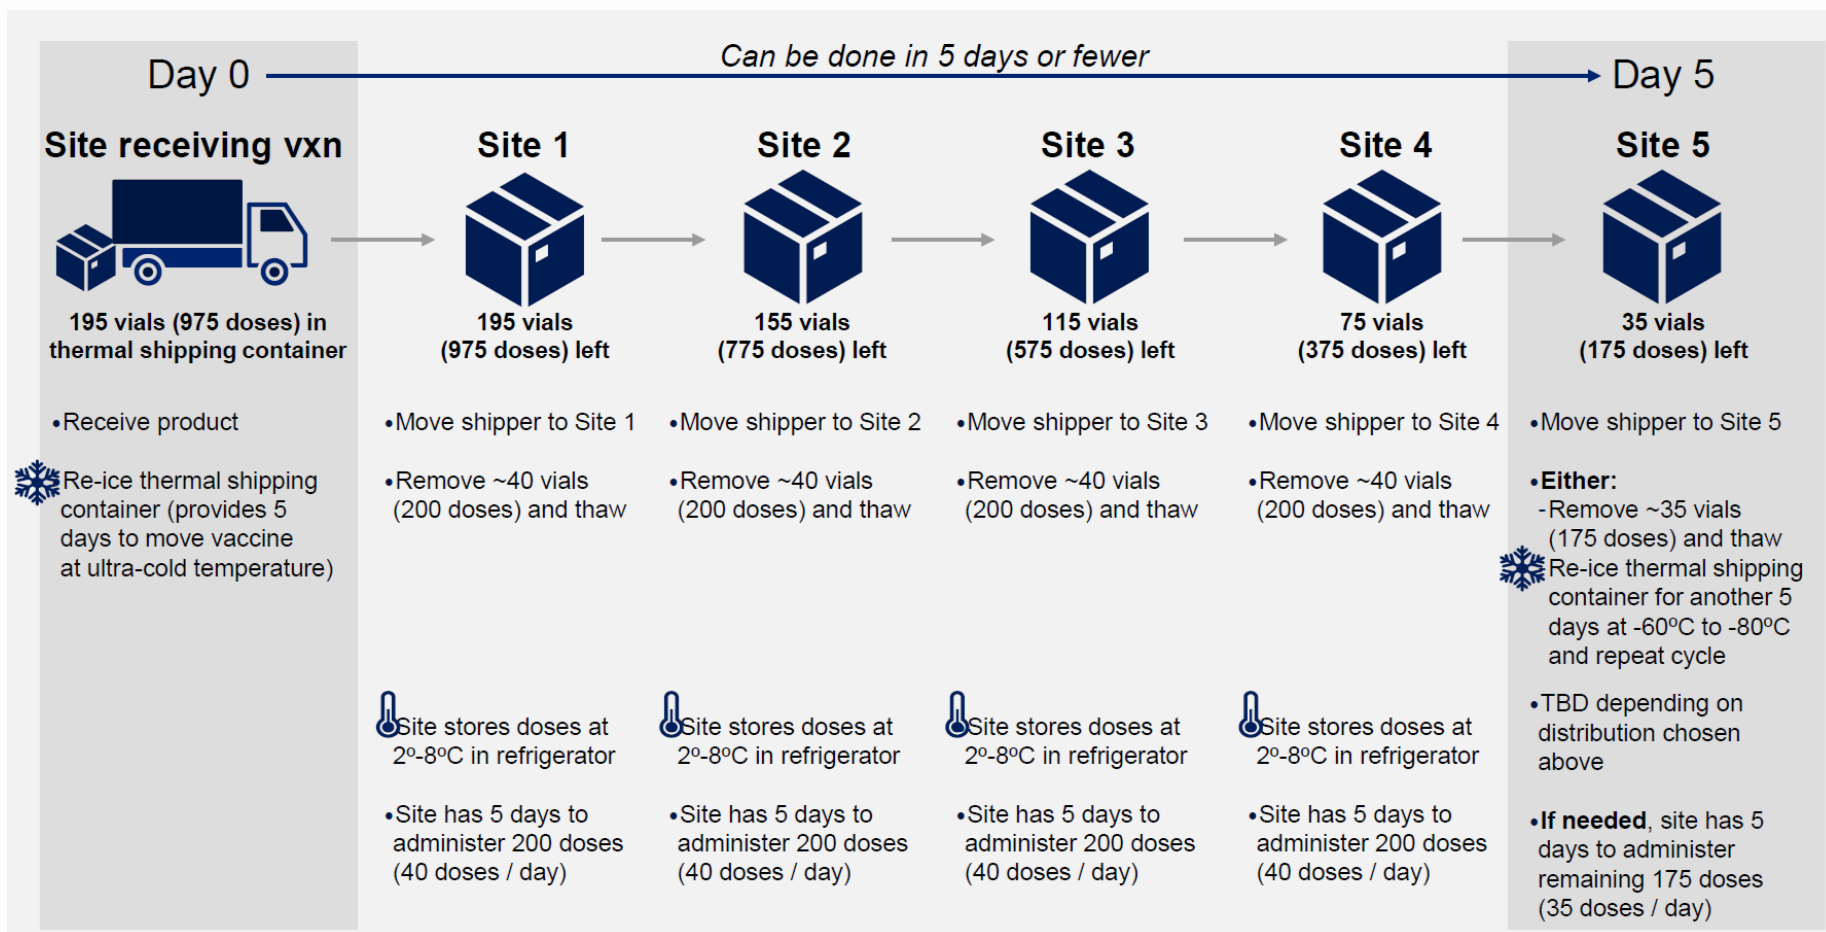 Can be done in 5 days or fewer
Day 0
Day 5
Site receiving vxn
195 vials (975 doses) in
thermal shipping container
•Receive product
Re-ice thermal shipping
container (provides 5
days to move vaccine
at ultra-cold temperature)
Site 1
195 vials
(975 doses) left
•Move shipper to Site 1
•Remove ~40 vials
(200 doses) and thaw
Site stores doses at
2º-8ºC in refrigerator
•Site has 5 days to
administer 200 doses
(40 doses / day)
Site 2
155 vials
(775 doses) left
•Move shipper to Site 2
•Remove ~40 vials
(200 doses) and thaw
Site stores doses at
2º-8ºC in refrigerator
•Site has 5 days to
administer 200 doses
(40 doses / day)
Site 3
115 vials
(575 doses) left
•Move shipper to Site 3
•Remove ~40 vials
(200 doses) and thaw
Site stores doses at
2º-8ºC in refrigerator
•Site has 5 days to
administer 200 doses
(40 doses / day)
Site 4
75 vials
(375 doses) left
•Move shipper to Site 4
•Remove ~40 vials
(200 doses) and thaw
Site stores doses at
2º-8ºC in refrigerator
•Site has 5 days to
administer 200 doses
(40 doses / day)
Site 5
35 vials
(175 doses) left
•Move shipper to Site 5
•Either:
-Remove ~35 vials
(175 doses) and thaw
Re-ice thermal shipping
container for another 5
days at -60ºC to -80ºC
and repeat cycle
•TBD depending on
distribution chosen
above
•If needed, site has 5
days to administer
remaining 175 doses
(35 doses / day)